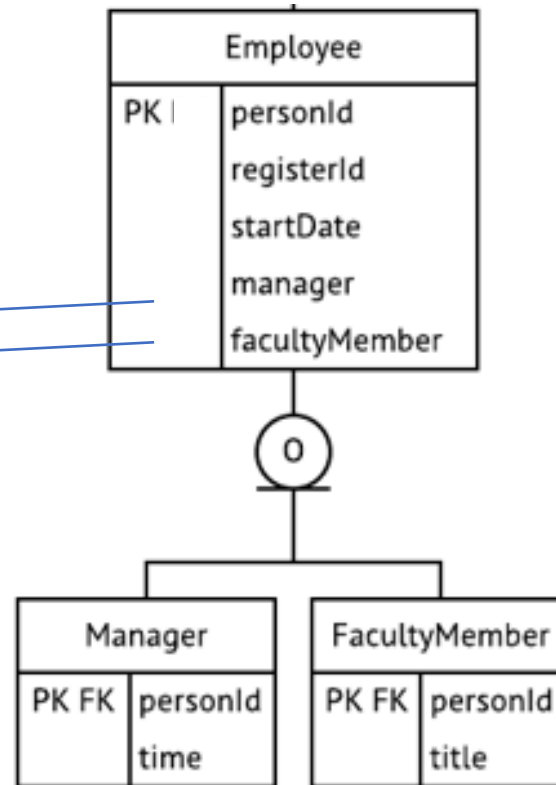 Employee
PK personId
registerId
startDate
manager
facultyMember
O
Manager
PK FK personId
time
FacultyMember
PK FK personId
title